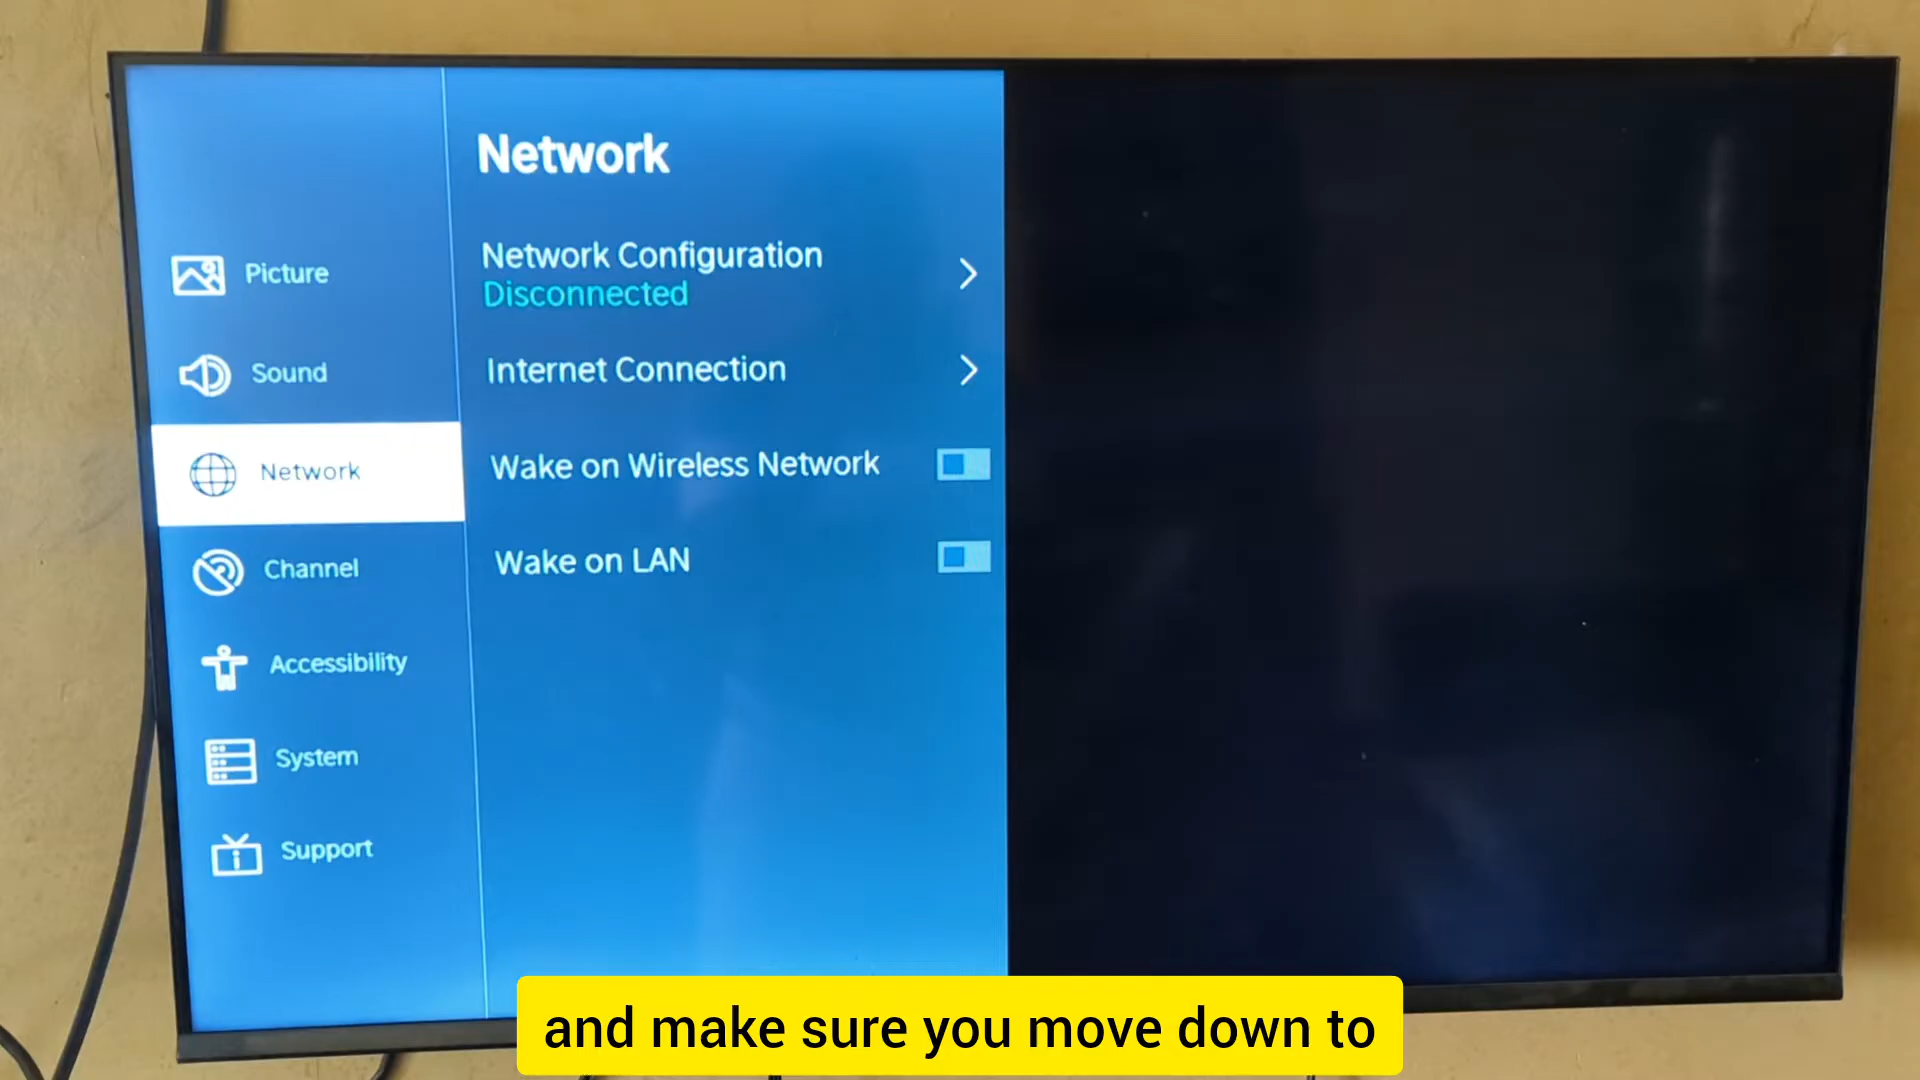 Picture
Sound
Network
Channel
Accessibility
System
Support
Network
Network Configuration
Disconnected
Internet Connection
Wake on Wireless Network
Wake on LAN
and make sure you move down to